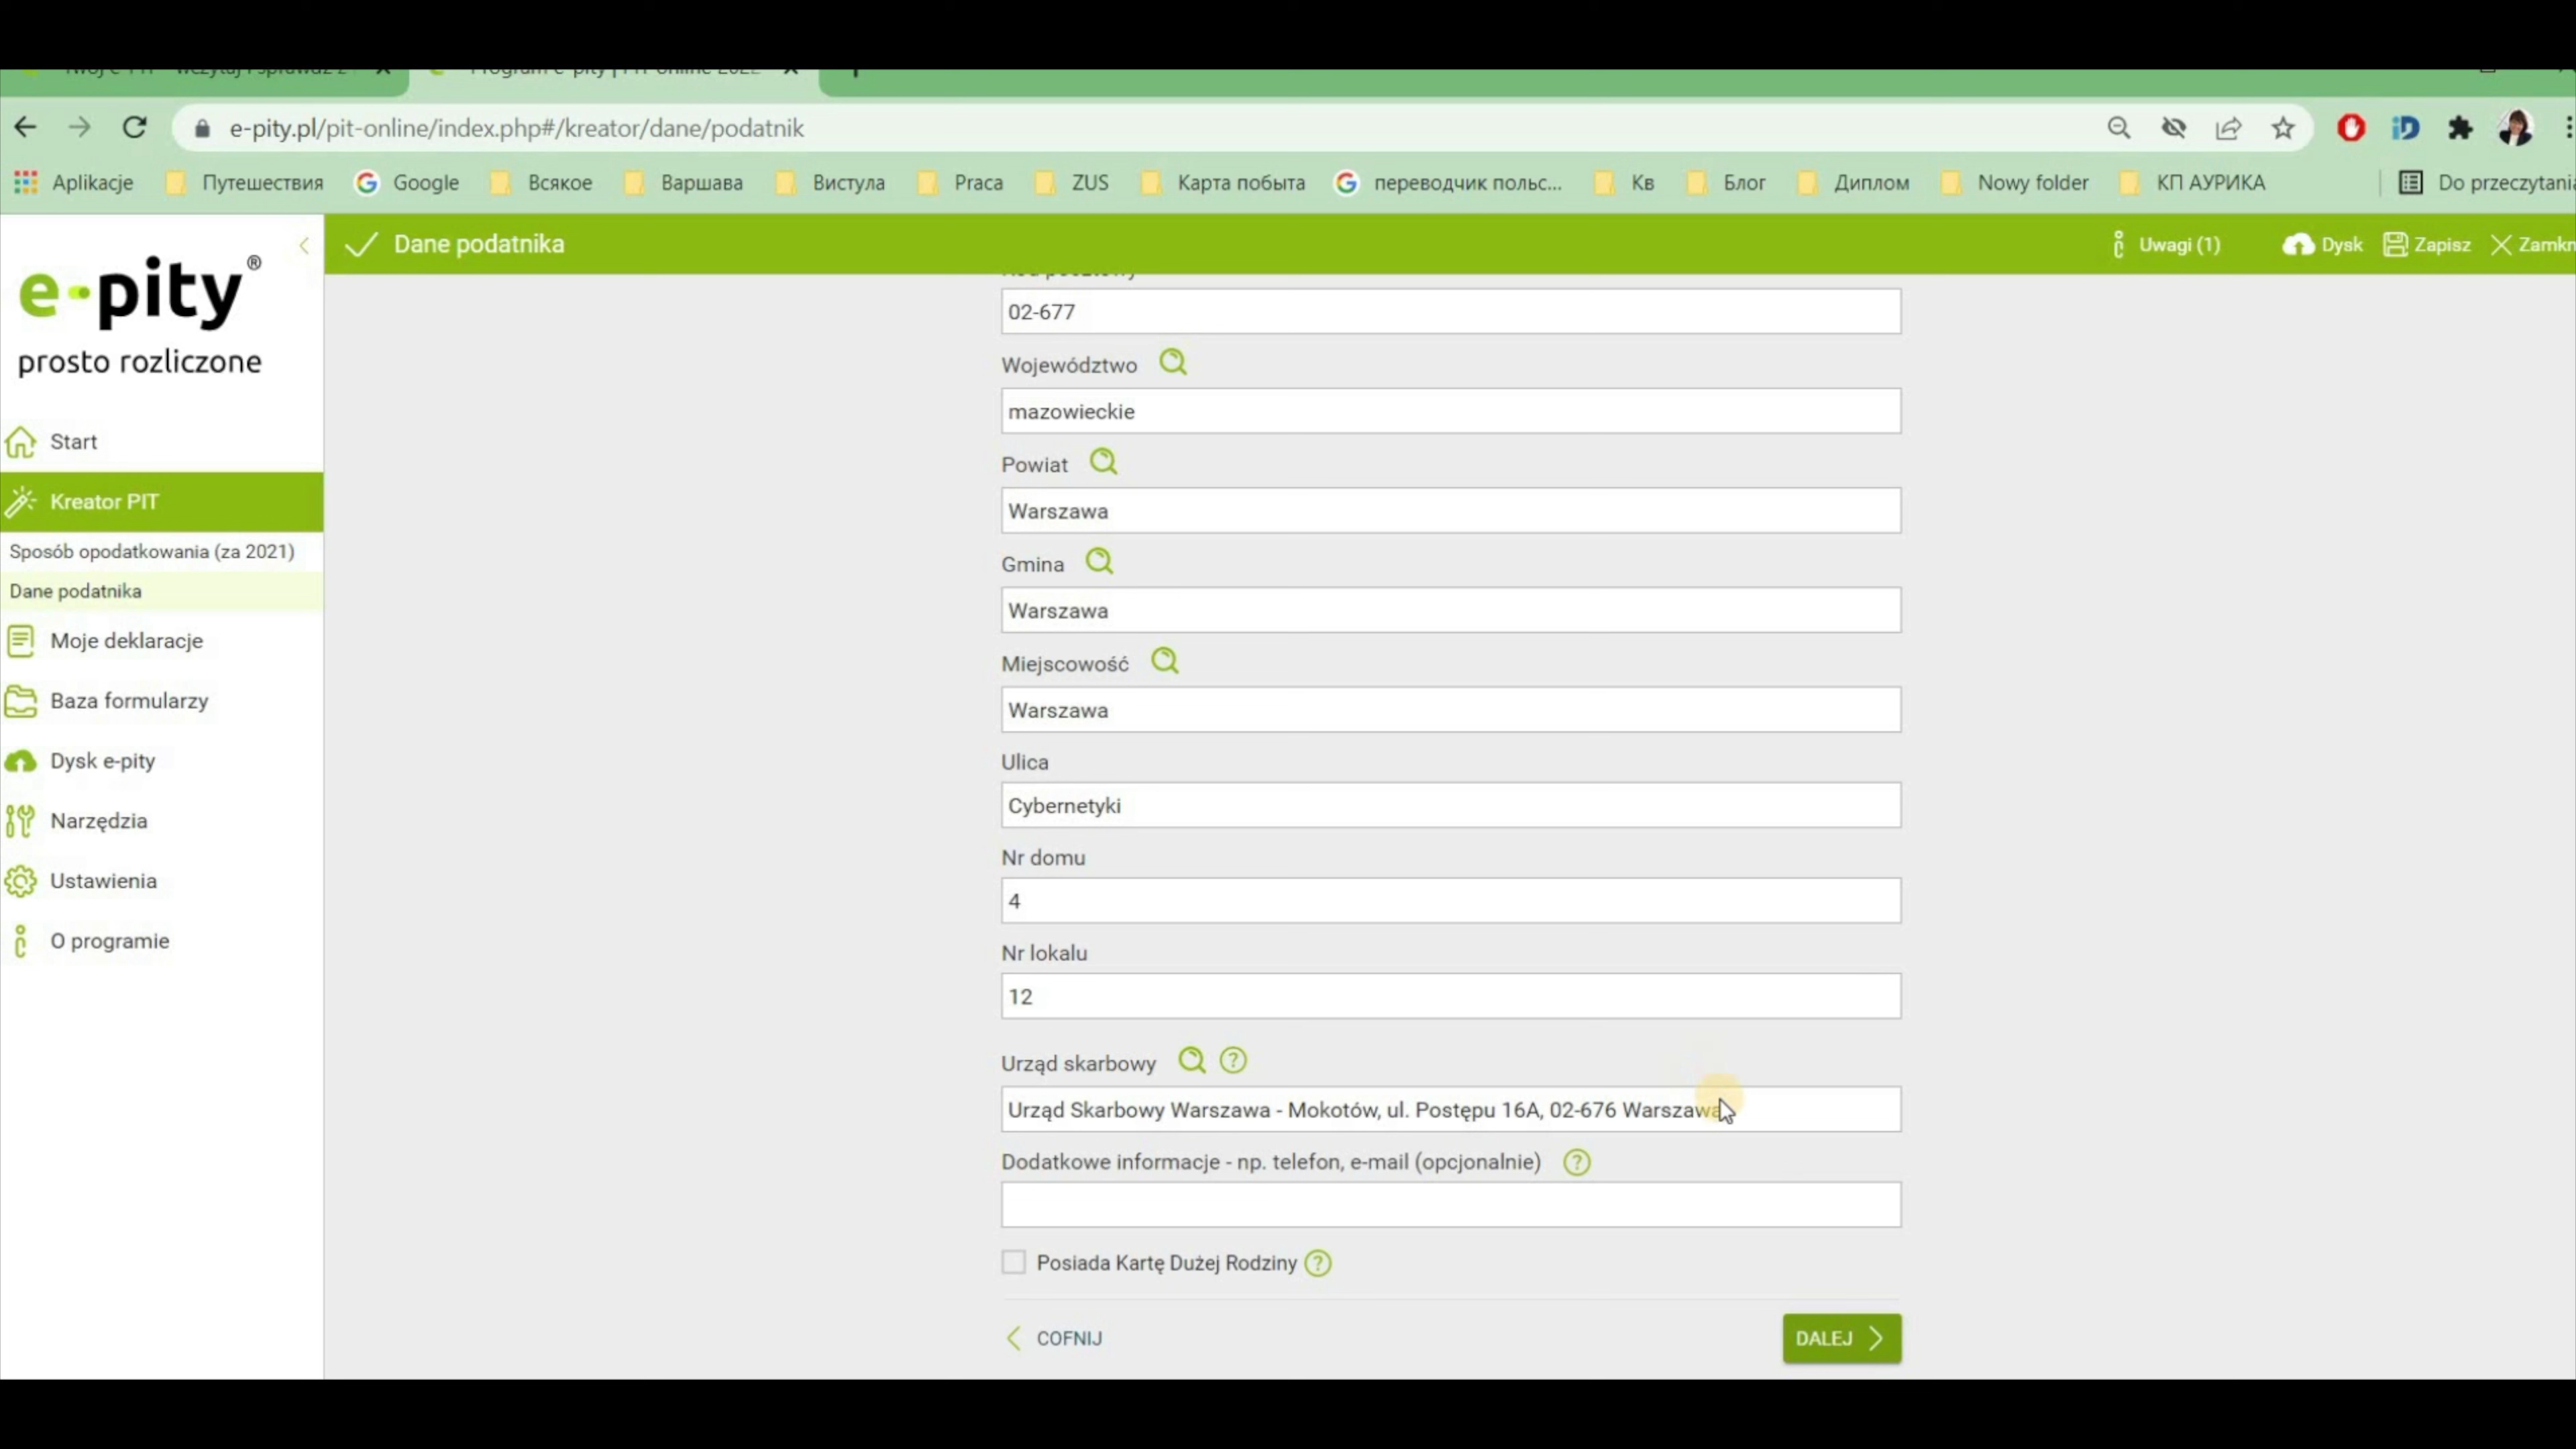 e-pity.pl/pit-online/index.php#/kreator/dane/podatnik
Aplikacje Путешествия Google Всякое Варшава Вистула Praca ZUS Карта побыта переводчик польс... Кв Блог Диплом Nowy folder КП АУРИКА Do przeczytania
Dane podatnika
Uwagi (1) Dysk Zapisz
e-pity®
prosto rozliczone
Start
Kreator PIT
Sposób opodatkowania (za 2021)
Dane podatnika
Moje deklaracje
Baza formularzy
Dysk e-pity
Narzędzia
Ustawienia
O programie
02-677
Województwo
mazowieckie
Powiat
Warszawa
Gmina
Warszawa
Miejscowość
Warszawa
Ulica
Cybernetyki
Nr domu
4
Nr lokalu
12
Urząd skarbowy
Urząd Skarbowy Warszawa - Mokotów, ul. Postępu 16A, 02-676 Warszawa
Dodatkowe informacje - np. telefon, e-mail (opcjonalnie)
Posiada Kartę Dużej Rodziny
COFNIJ
DALEJ